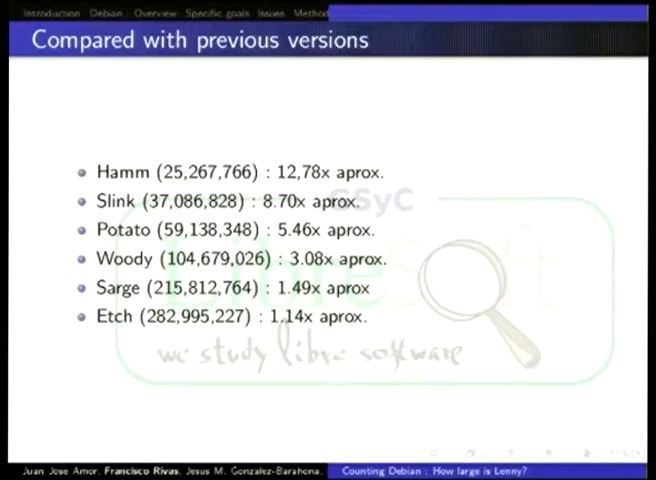 Introduction Debian Overview Specific goals Issues Method
Compared with previous versions
Hamm (25,267,766) : 12,78x aprox.
Slink (37,086,828) : 8.70x aprox.
GSyC
Potato (59,138,348) : 5.46x aprox.
Woody (104,679,026) : 3.08x aprox.
LibreSoft
Sarge (215,812,764) : 1.49x aprox
Etch (282,995,227) : 1.14x aprox.
we study libre software
Juan Jose Amor, Francisco Rivas, Jesus M. Gonzalez-Barahona. Counting Debian : How large is Lenny?